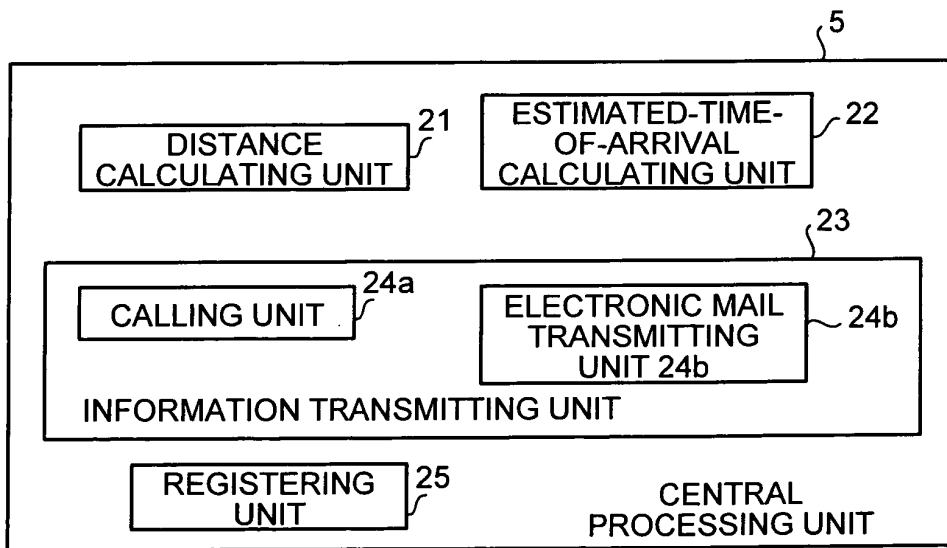 5
DISTANCE
CALCULATING UNIT
21
ESTIMATED-TIME-
OF-ARRIVAL
CALCULATING UNIT
22
23
CALLING UNIT
24a
ELECTRONIC MAIL
TRANSMITTING
UNIT 24b
24b
INFORMATION TRANSMITTING UNIT
REGISTERING
UNIT
25
CENTRAL
PROCESSING UNIT